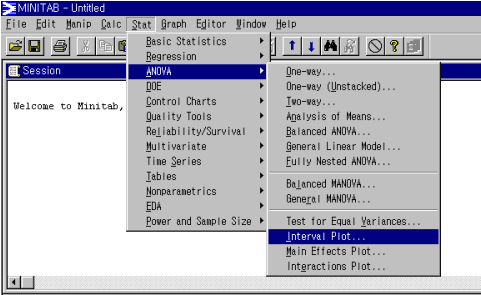 MINITAB - Untitled
File Edit Manip Calc Stat Graph Editor Window Help
Session
Welcome to Minitab,
Basic Statistics
Regression
ANOVA
DOE
Control Charts
Quality Tools
Reliability/Survival
Multivariate
Time Series
Tables
Nonparametrics
EDA
Power and Sample Size
One-way...
One-way (Unstacked)...
Two-way...
Analysis of Means...
Balanced ANOVA...
General Linear Model...
Fully Nested ANOVA...
Balanced MANOVA...
General MANOVA...
Test for Equal Variances...
Interval Plot...
Main Effects Plot...
Interactions Plot...